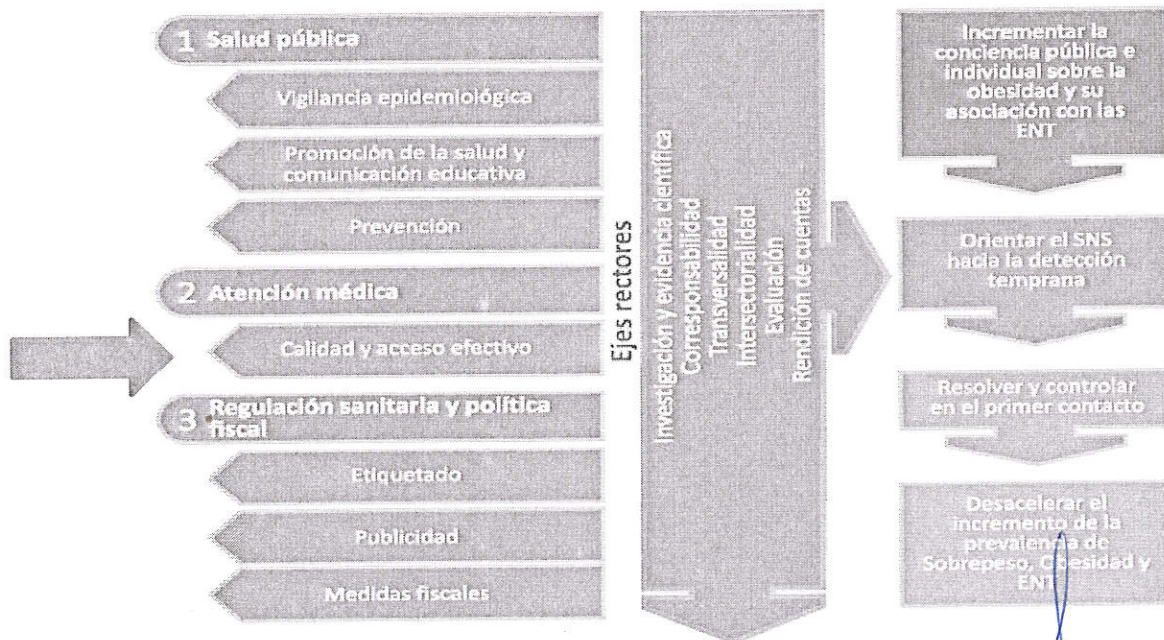 1 Salud pública
Vigilancia epidemiológica
Promoción de la salud y
comunicación educativa
Prevención
2 Atención médica
Calidad y acceso efectivo
3 Regulación sanitaria y política
fiscal
Etiquetado
Publicidad
Medidas fiscales
Ejes rectores
Investigación y evidencia científica
Corresponsabilidad
Transversalidad
Intersectorialidad
Evaluación
Rendición de cuentas
Incrementar la
conciencia pública e
individual sobre la
obesidad y su
asociación con las
ENT
Orientar el SNS
hacia la detección
temprana
Resolver y controlar
en el primer contacto
Desacelerar el
incremento de la
prevalencia de
Sobrepeso, Obesidad y
ENT